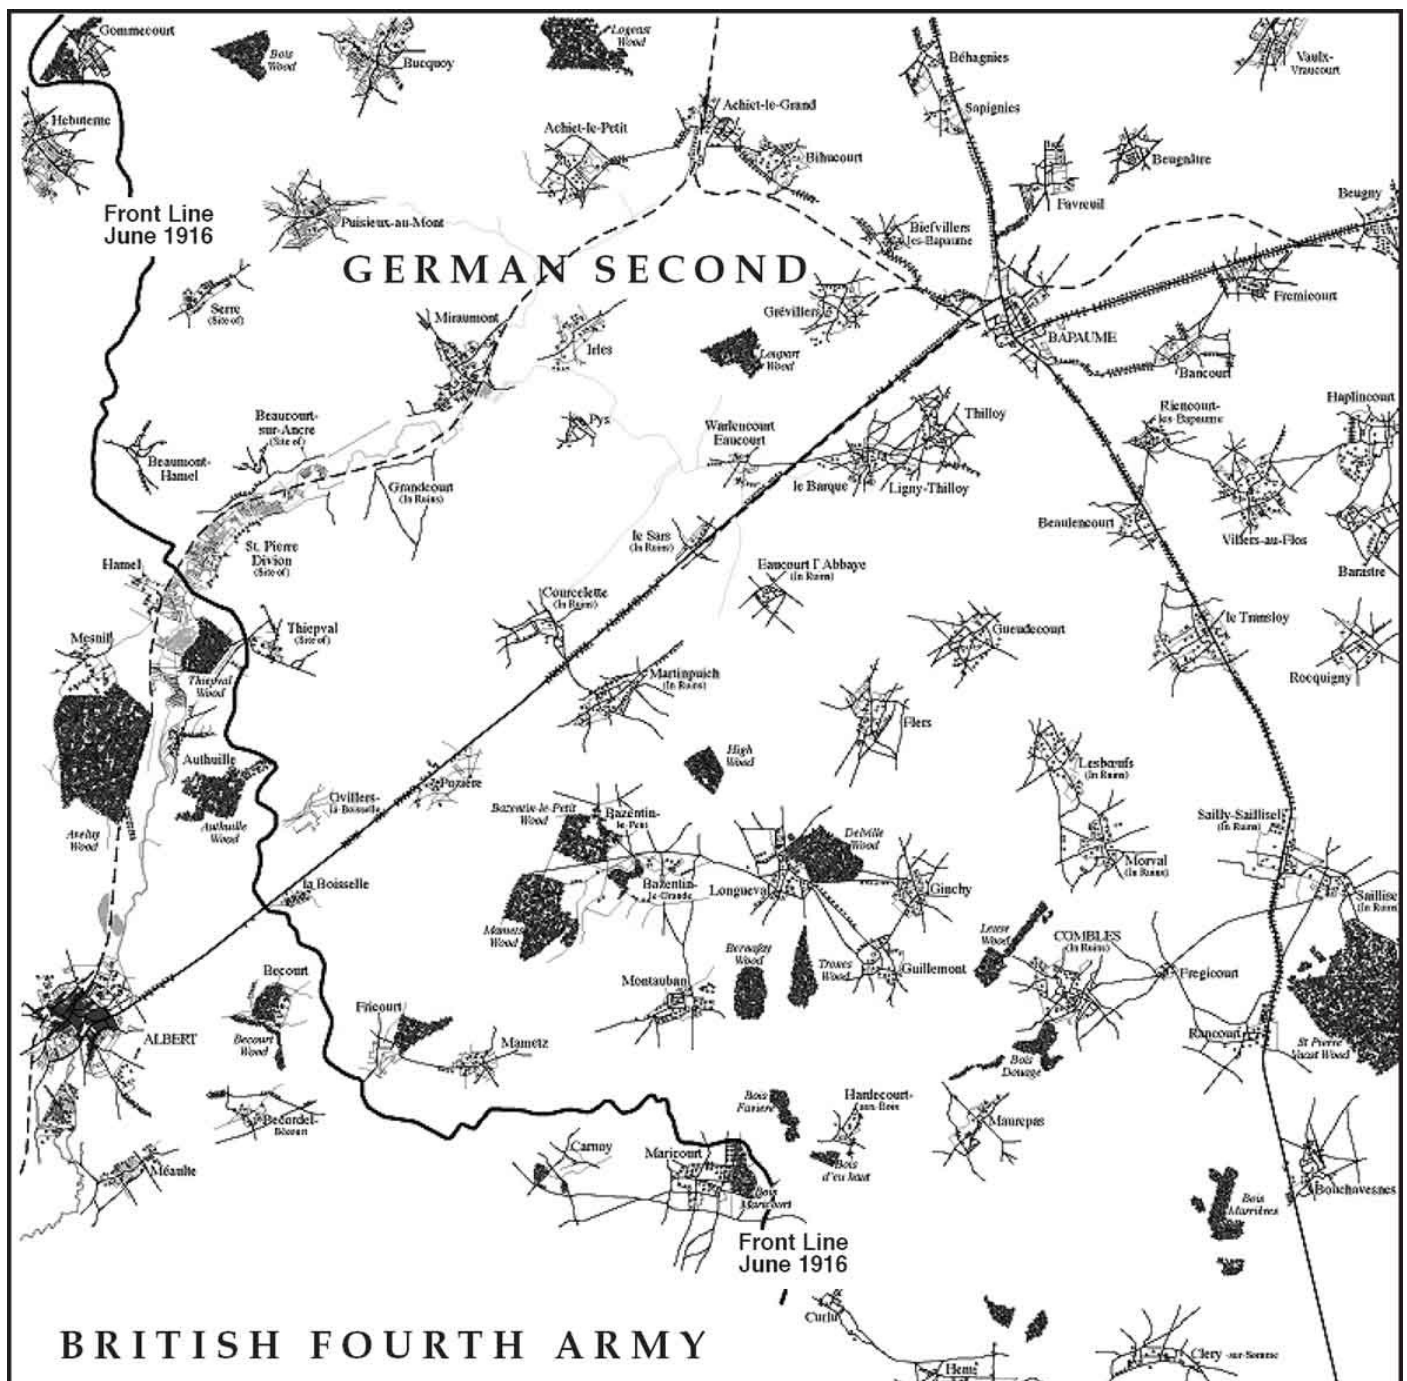 Gommecourt
Bois
Wood
Bucquoy
Logeast
Wood
Béhagnies
Vaulx-
Vraucourt
Hebuterne
Achiet-le-Grand
Sapignies
Achiet-le-Petit
Bihucourt
Beugnâtre
Favreuil
Beugny
Front Line
June 1916
Puisieux-au-Mont
Biefvillers
les-Bapaume
GERMAN SECOND
Serre
(Site of)
Miraumont
Irles
Grévillers
Fremicourt
BAPAUME
Loupart
Wood
Bancourt
Beaucourt-
sur-Ancre
(Site of)
Pys
Warlencourt
Eaucourt
Thilloy
Riencourt-
les-Bapaume
Haplincourt
Beaumont-
Hamel
Grandcourt
(In Ruins)
le Barque
Ligny-Thilloy
Beaulencourt
Villers-au-Flos
Barastre
Hamel
St. Pierre
Divion
(Site of)
le Sars
(In Ruins)
Eaucourt l'Abbaye
(In Ruins)
Courcelette
(In Ruins)
Mesnil
Thiepval
(Site of)
Gueudecourt
le Transloy
Thiepval
Wood
Martinpuich
(In Ruins)
Rocquigny
Flers
Authuille
High
Wood
Lesbœufs
(In Ruins)
Ovillers-
la-Boisselle
Poziere
Aveluy
Wood
Authuille
Wood
Bazentin-le-Petit
Wood
Bazentin-
le-Petit
Delville
Wood
Sailly-Saillisel
(In Ruins)
Morval
(In Ruins)
la Boisselle
Bazentin-
le-Grande
Longueval
Ginchy
Saillise
(In Ruins
Mametz
Wood
Bernafay
Wood
Trones
Wood
Guillemont
Leuze
Wood
COMBLES
(In Ruins)
Fregicourt
Becourt
Montauban
Fricourt
ALBERT
Becourt
Wood
Mametz
Rancourt
St Pierre
Vaast Wood
Bois
Douage
Bois
Faviere
Hardecourt-
aux-Bois
Maurepas
Becordel-
Bécourt
Méaulte
Carnoy
Maricourt
Bois
d'en haut
Bois
Maricourt
Bouchavesnes
Bois
Marrières
Front Line
June 1916
Curlu
BRITISH FOURTH ARMY
Hem
Clery -sur-Somme